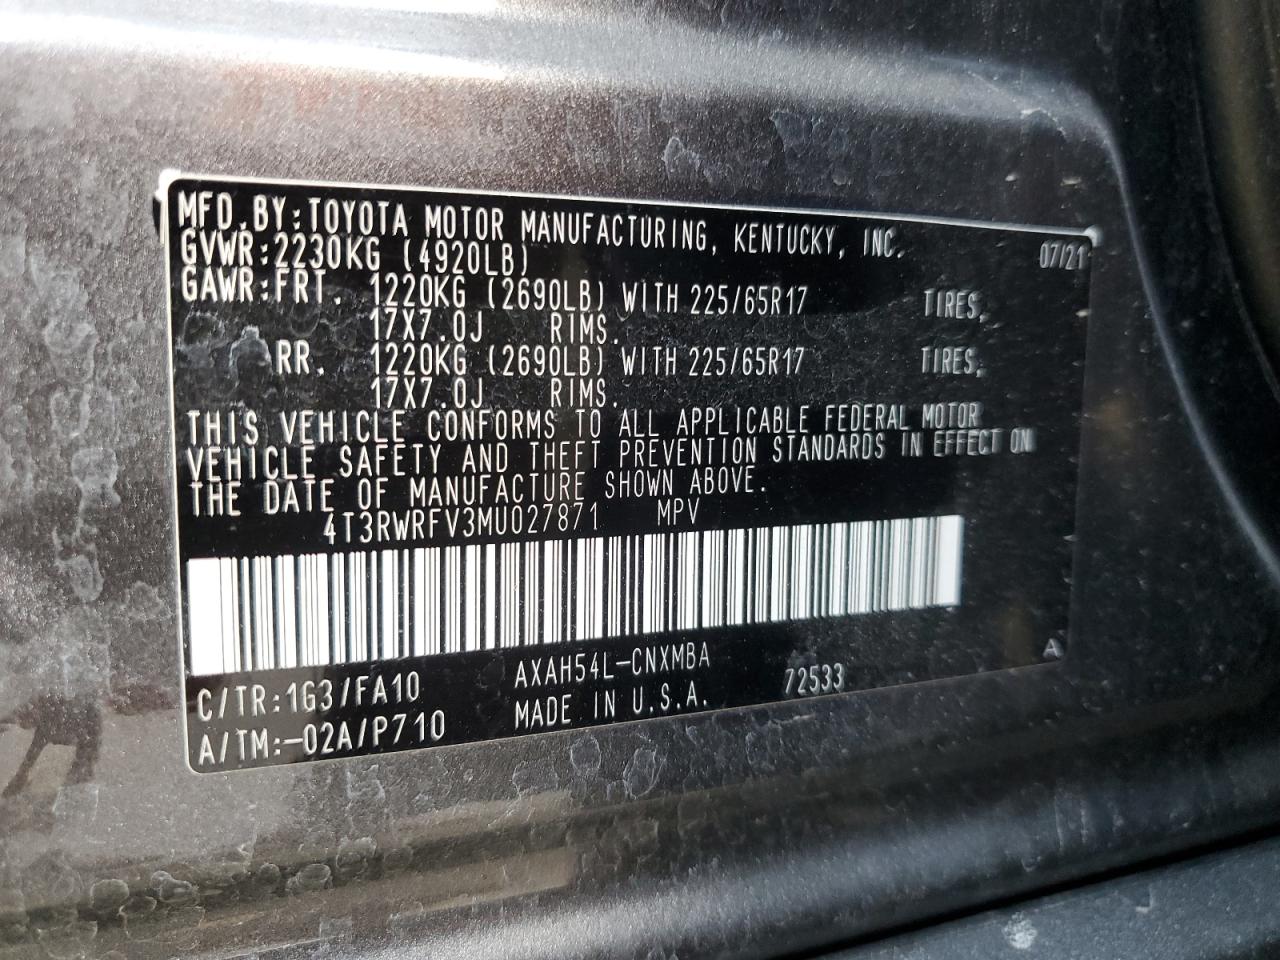 MFD.BY:TOYOTA MOTOR MANUFACTURING, KENTUCKY, INC. 07/21
GVWR:2230KG (4920LB)
GAWR:FRT. 1220KG (2690LB) WITH 225/65R17 TIRES,
17X7.0J RIMS.
RR. 1220KG (2690LB) WITH 225/65R17 TIRES,
17X7.0J RIMS.
THIS VEHICLE CONFORMS TO ALL APPLICABLE FEDERAL MOTOR
VEHICLE SAFETY AND THEFT PREVENTION STANDARDS IN EFFECT ON
THE DATE OF MANUFACTURE SHOWN ABOVE.
4T3RWRFV3MU027871 MPV
C/TR:1G3/FA10 AXAH54L-CNXMBA 72533 A
A/TM:-02A/P710 MADE IN U.S.A.